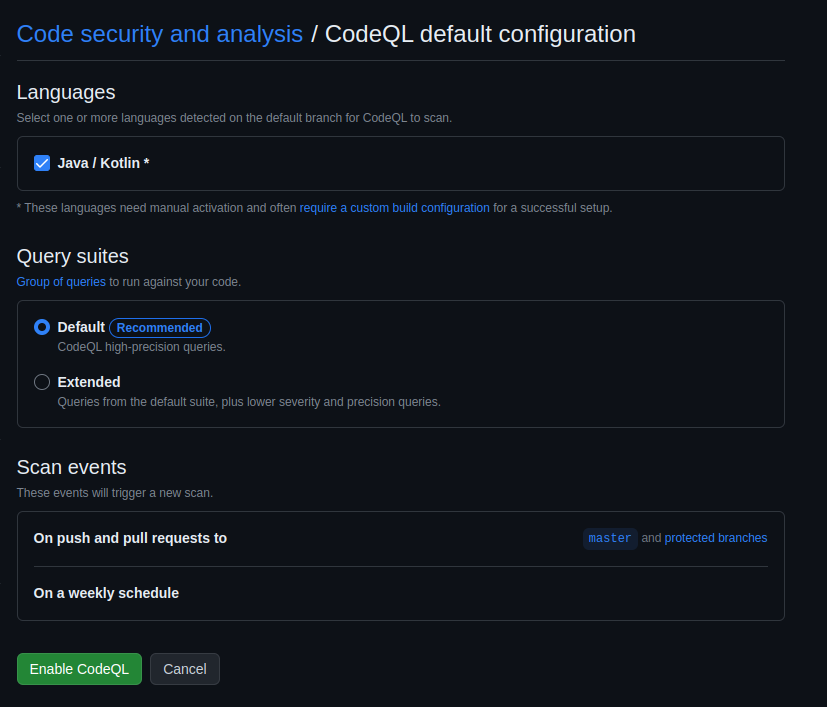 Code security and analysis / CodeQL default configuration
Languages
Select one or more languages detected on the default branch for CodeQL to scan.
Java / Kotlin *
* These languages need manual activation and often require a custom build configuration for a successful setup.
Query suites
Group of queries to run against your code.
Default Recommended
CodeQL high-precision queries.
Extended
Queries from the default suite, plus lower severity and precision queries.
Scan events
These events will trigger a new scan.
On push and pull requests to master and protected branches
On a weekly schedule
Enable CodeQL Cancel